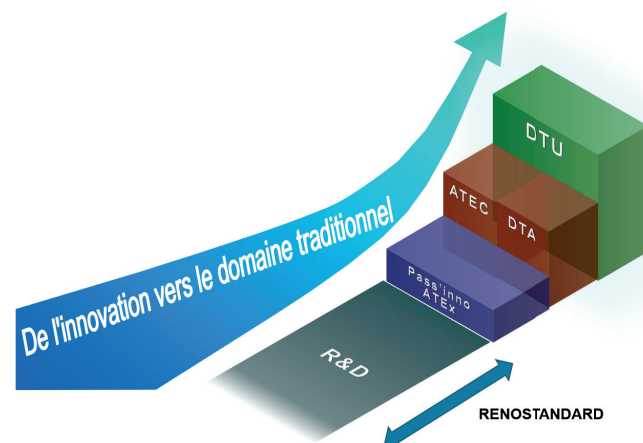 De l'innovation vers le domaine traditionnel
DTU
ATEC
DTA
Pass'inno
ATEx
R&D
RENOSTANDARD